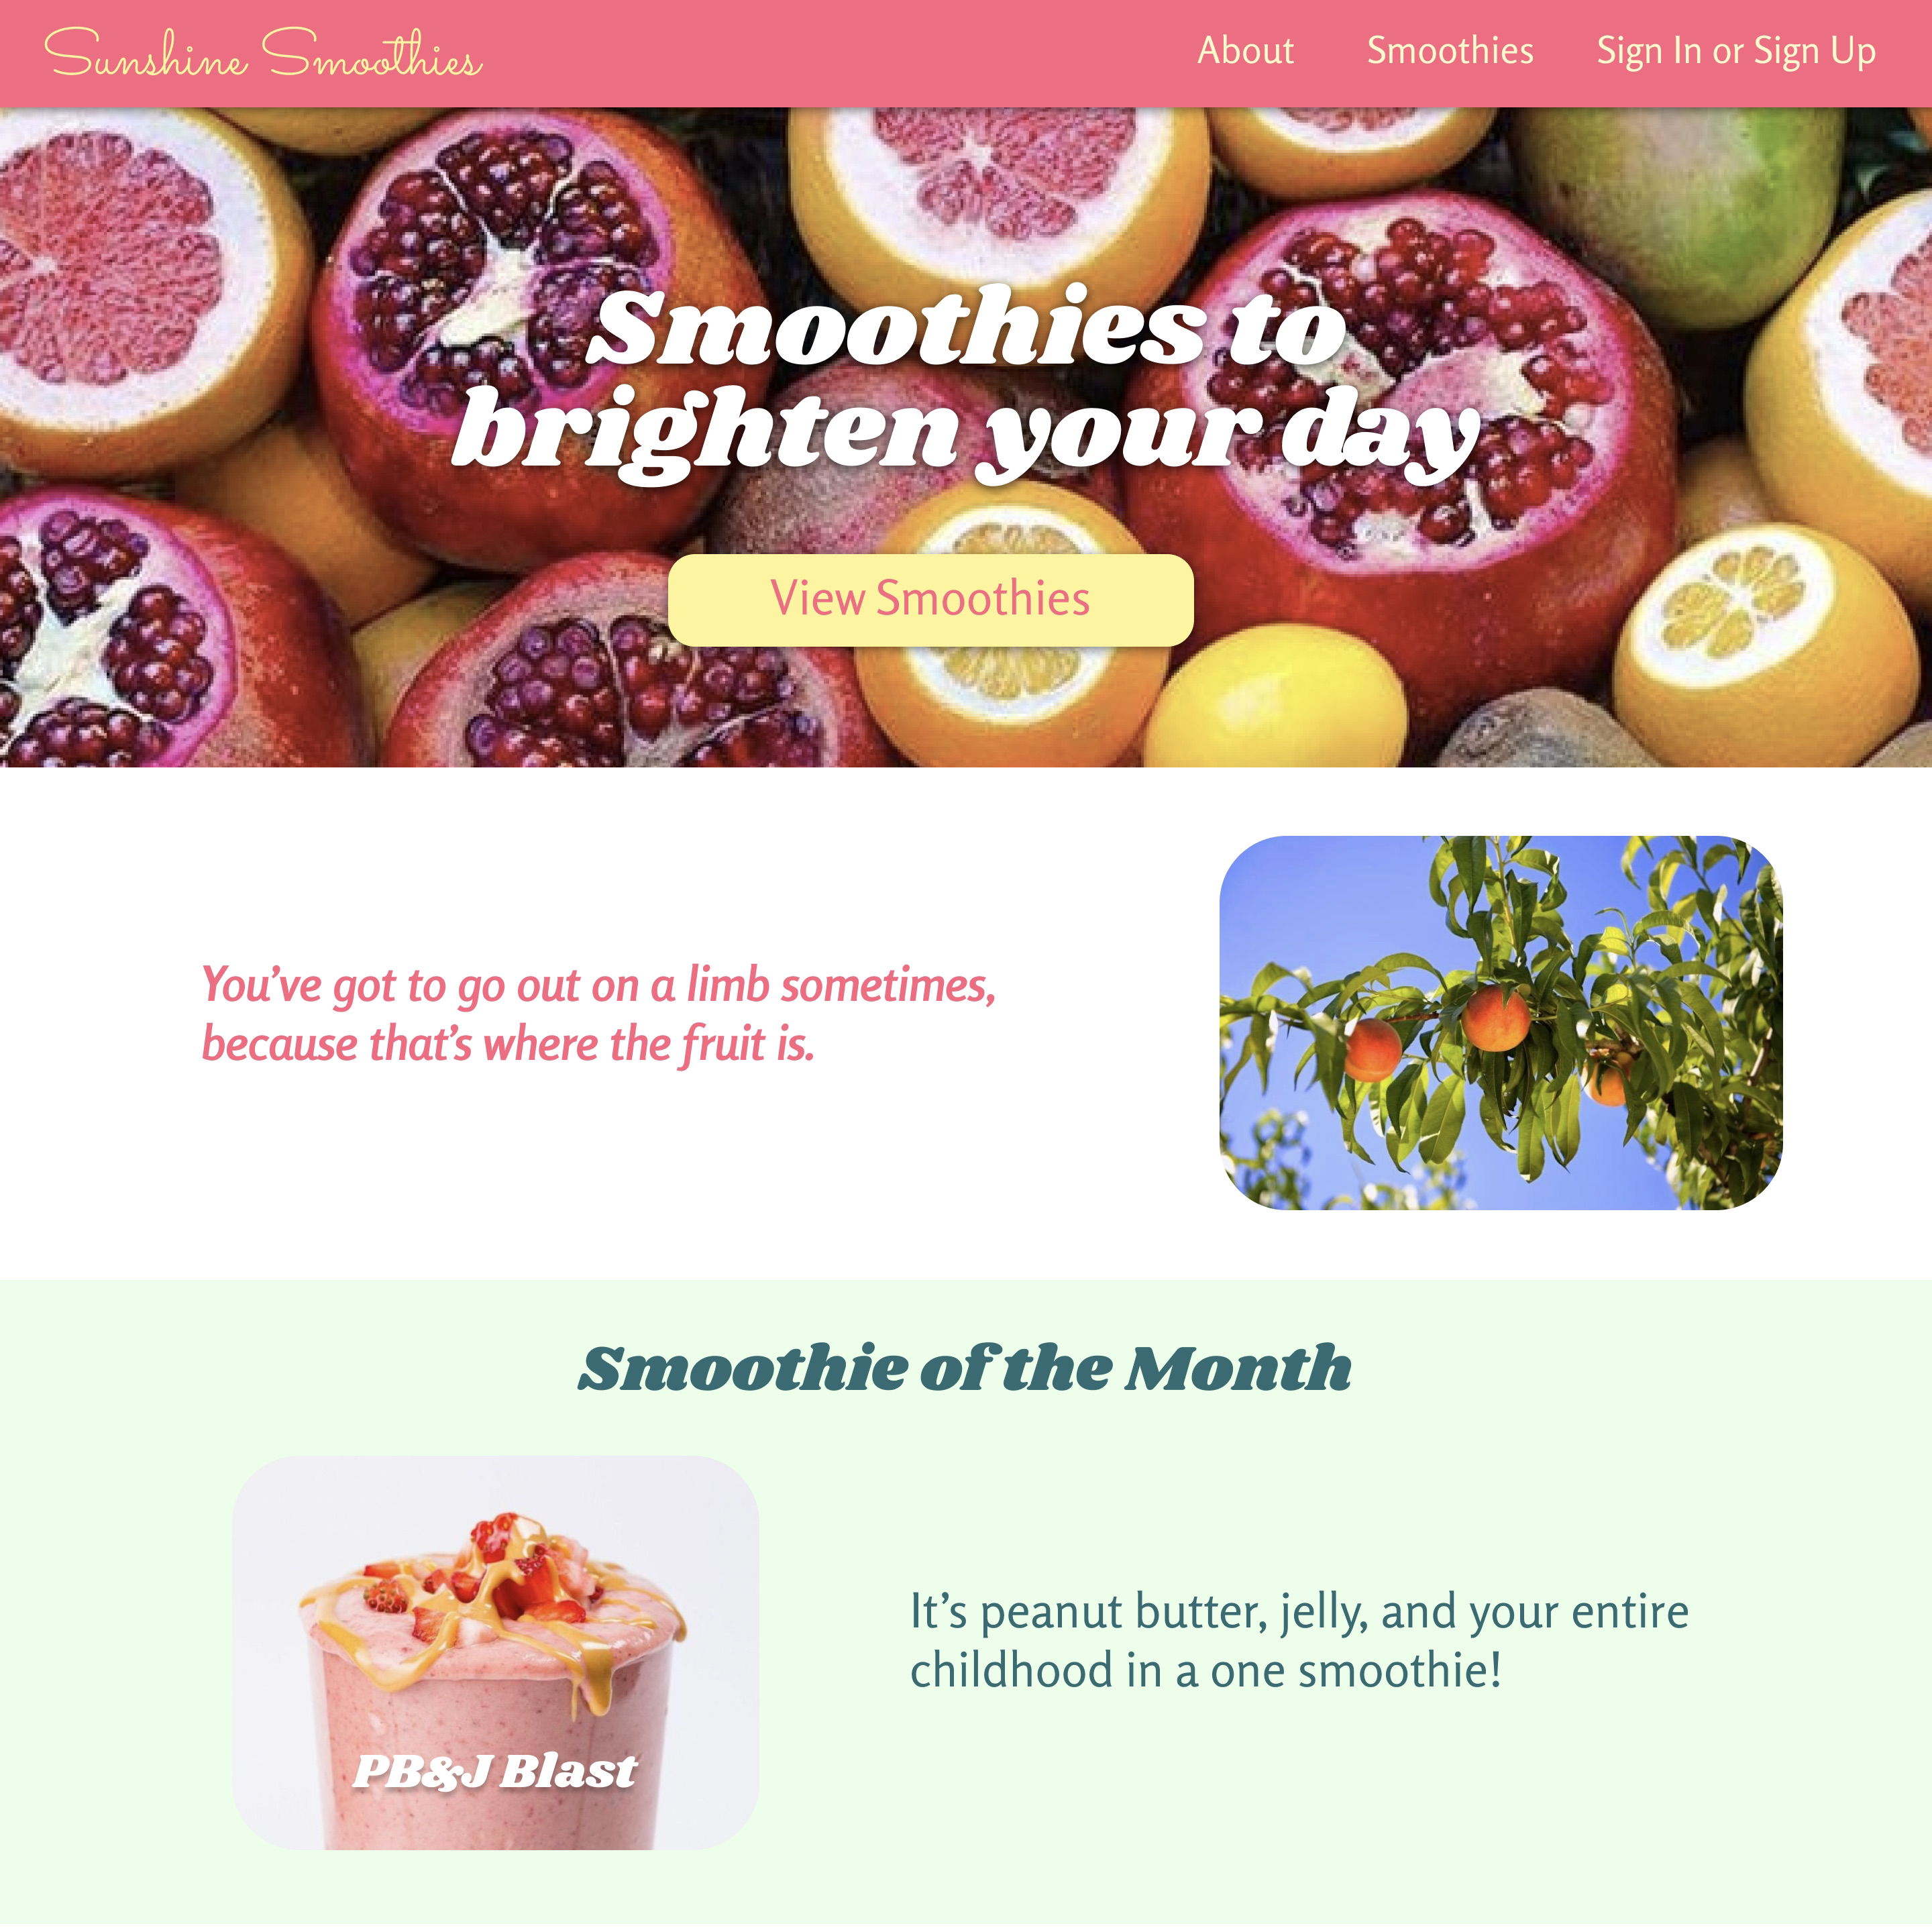 Sunshine Smoothies
About Smoothies Sign In or Sign Up
Smoothies to
brighten your day
View Smoothies
You’ve got to go out on a limb sometimes,
because that’s where the fruit is.
Smoothie of the Month
PB&J Blast
It’s peanut butter, jelly, and your entire
childhood in a one smoothie!